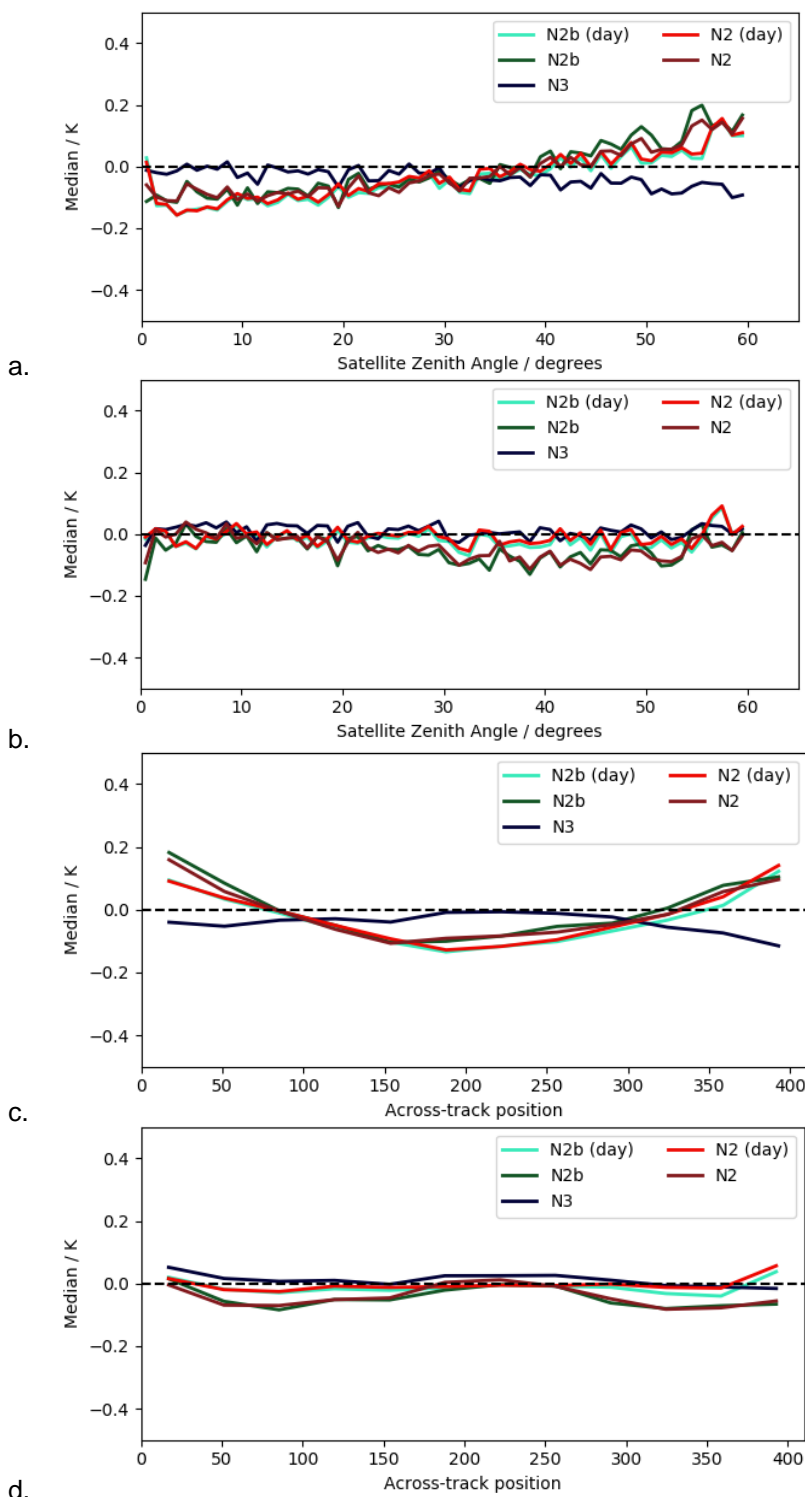 0.4
0.2
0.0
−0.2
−0.4
Median / K
N2b (day) N2 (day)
N2b N2
N3
0 10 20 30 40 50 60
Satellite Zenith Angle / degrees
a.
0.4
0.2
0.0
−0.2
−0.4
Median / K
N2b (day) N2 (day)
N2b N2
N3
0 10 20 30 40 50 60
Satellite Zenith Angle / degrees
b.
0.4
0.2
0.0
−0.2
−0.4
Median / K
N2b (day) N2 (day)
N2b N2
N3
0 50 100 150 200 250 300 350 400
Across-track position
c.
0.4
0.2
0.0
−0.2
−0.4
Median / K
N2b (day) N2 (day)
N2b N2
N3
0 50 100 150 200 250 300 350 400
Across-track position
d.